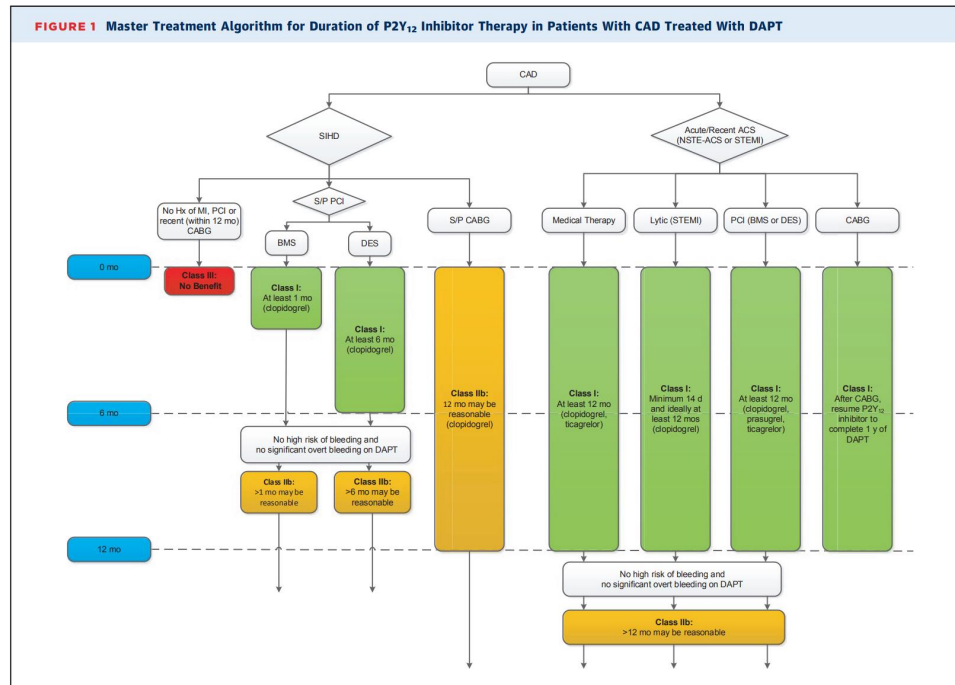 FIGURE 1 Master Treatment Algorithm for Duration of P2Y₁₂ Inhibitor Therapy in Patients With CAD Treated With DAPT
CAD
SIHD
Acute/Recent ACS
(NSTE-ACS or STEMI)
No Hx of MI, PCI or
recent (within 12 mo)
CABG
S/P PCI
S/P CABG
Medical Therapy
Lytic (STEMI)
PCI (BMS or DES)
CABG
BMS
DES
0 mo
Class III:
No Benefit
Class I:
At least 1 mo
(clopidogrel)
Class I:
At least 6 mo
(clopidogrel)
Class IIb:
12 mo may be
reasonable
(clopidogrel)
Class I:
At least 12 mo
(clopidogrel,
ticagrelor)
Class I:
Minimum 14 d
and ideally at
least 12 mos
(clopidogrel)
Class I:
At least 12 mo
(clopidogrel,
prasugrel,
ticagrelor)
Class I:
After CABG,
resume P2Y₁₂
inhibitor to
complete 1 y of
DAPT
6 mo
No high risk of bleeding and
no significant overt bleeding on DAPT
Class IIb:
>1 mo may be
reasonable
Class IIb:
>6 mo may be
reasonable
12 mo
No high risk of bleeding and
no significant overt bleeding on DAPT
Class IIb:
>12 mo may be reasonable